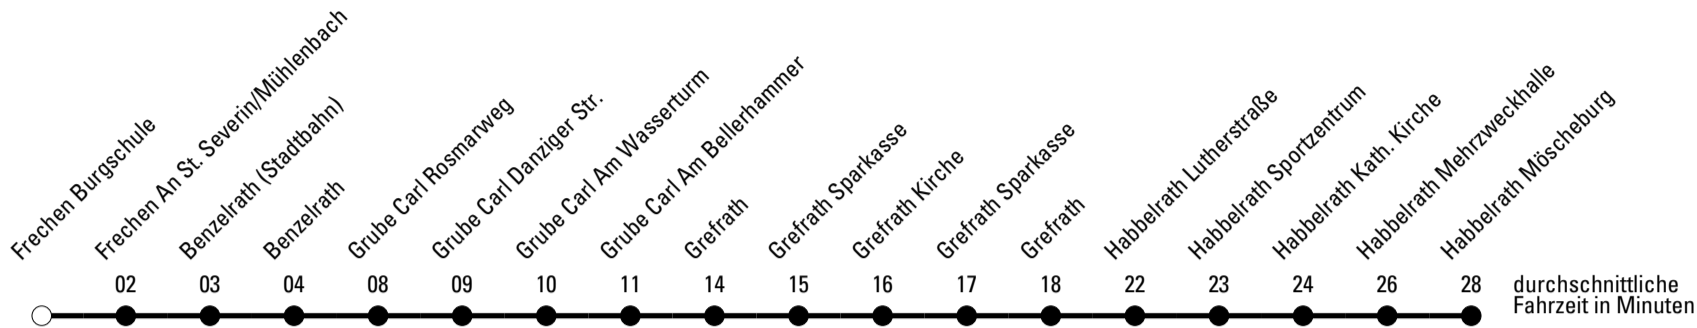 Frechen Burgschule
Frechen An St. Severin/Mühlenbach
Benzelrath (Stadtbahn)
Benzelrath
Grube Carl Rosmarweg
Grube Carl Danziger Str.
Grube Carl Am Wasserturm
Grube Carl Am Bellerhammer
Grefrath
Grefrath Sparkasse
Grefrath Kirche
Grefrath Sparkasse
Grefrath
Habbelrath Lutherstraße
Habbelrath Sportzentrum
Habbelrath Kath. Kirche
Habbelrath Mehrzweckhalle
Habbelrath Möscheburg
02 03 04 08 09 10 11 14 15 16 17 18 22 23 24 26 28
durchschnittliche
Fahrzeit in Minuten